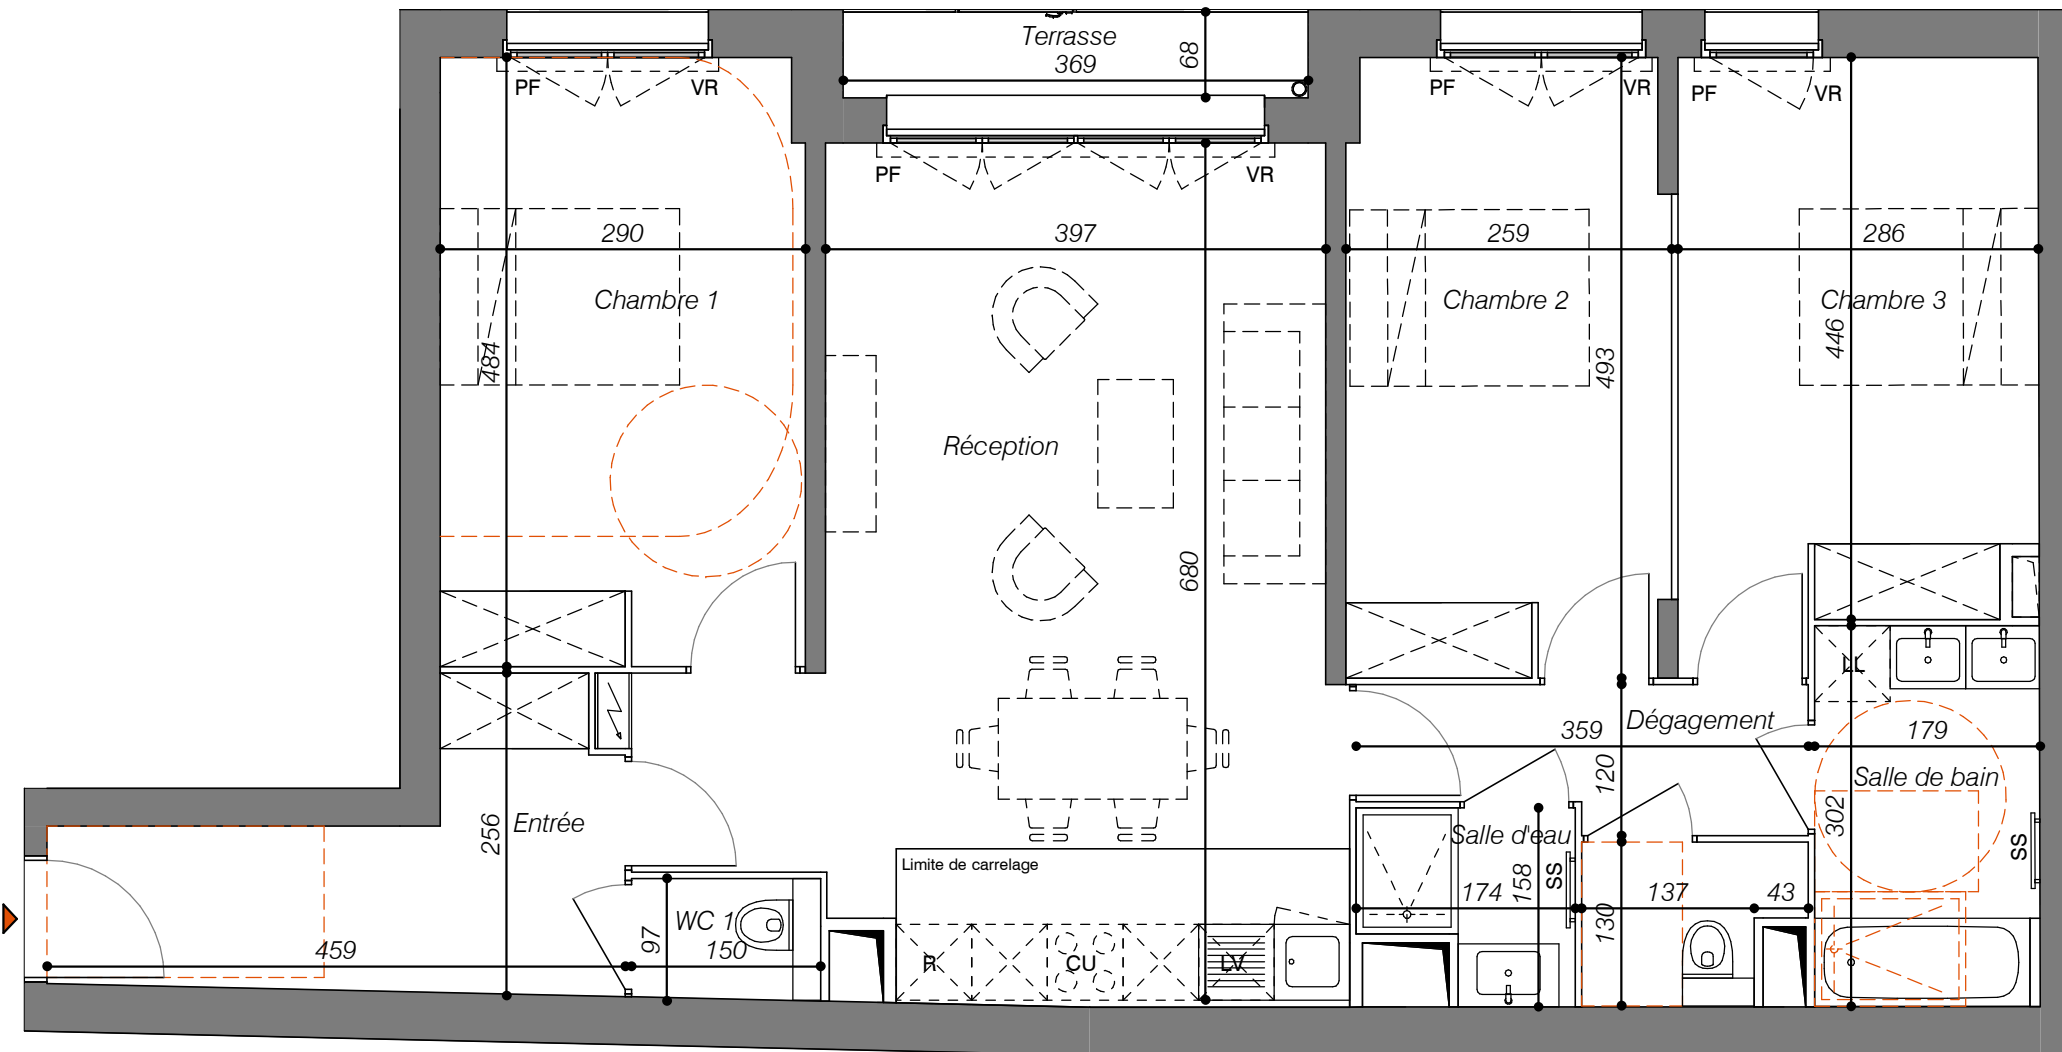 Terrasse
369
68
PF
VR
PF
VR
PF
VR
PF
VR
290
397
259
286
Chambre 1
Chambre 2
Chambre 3
484
493
446
Réception
680
LL
Dégagement
359
179
120
Salle de bain
302
Entrée
256
Salle d'eau
Limite de carrelage
SS
SS
174
158
137
43
130
WC 1
97
150
459
R
CU
LV